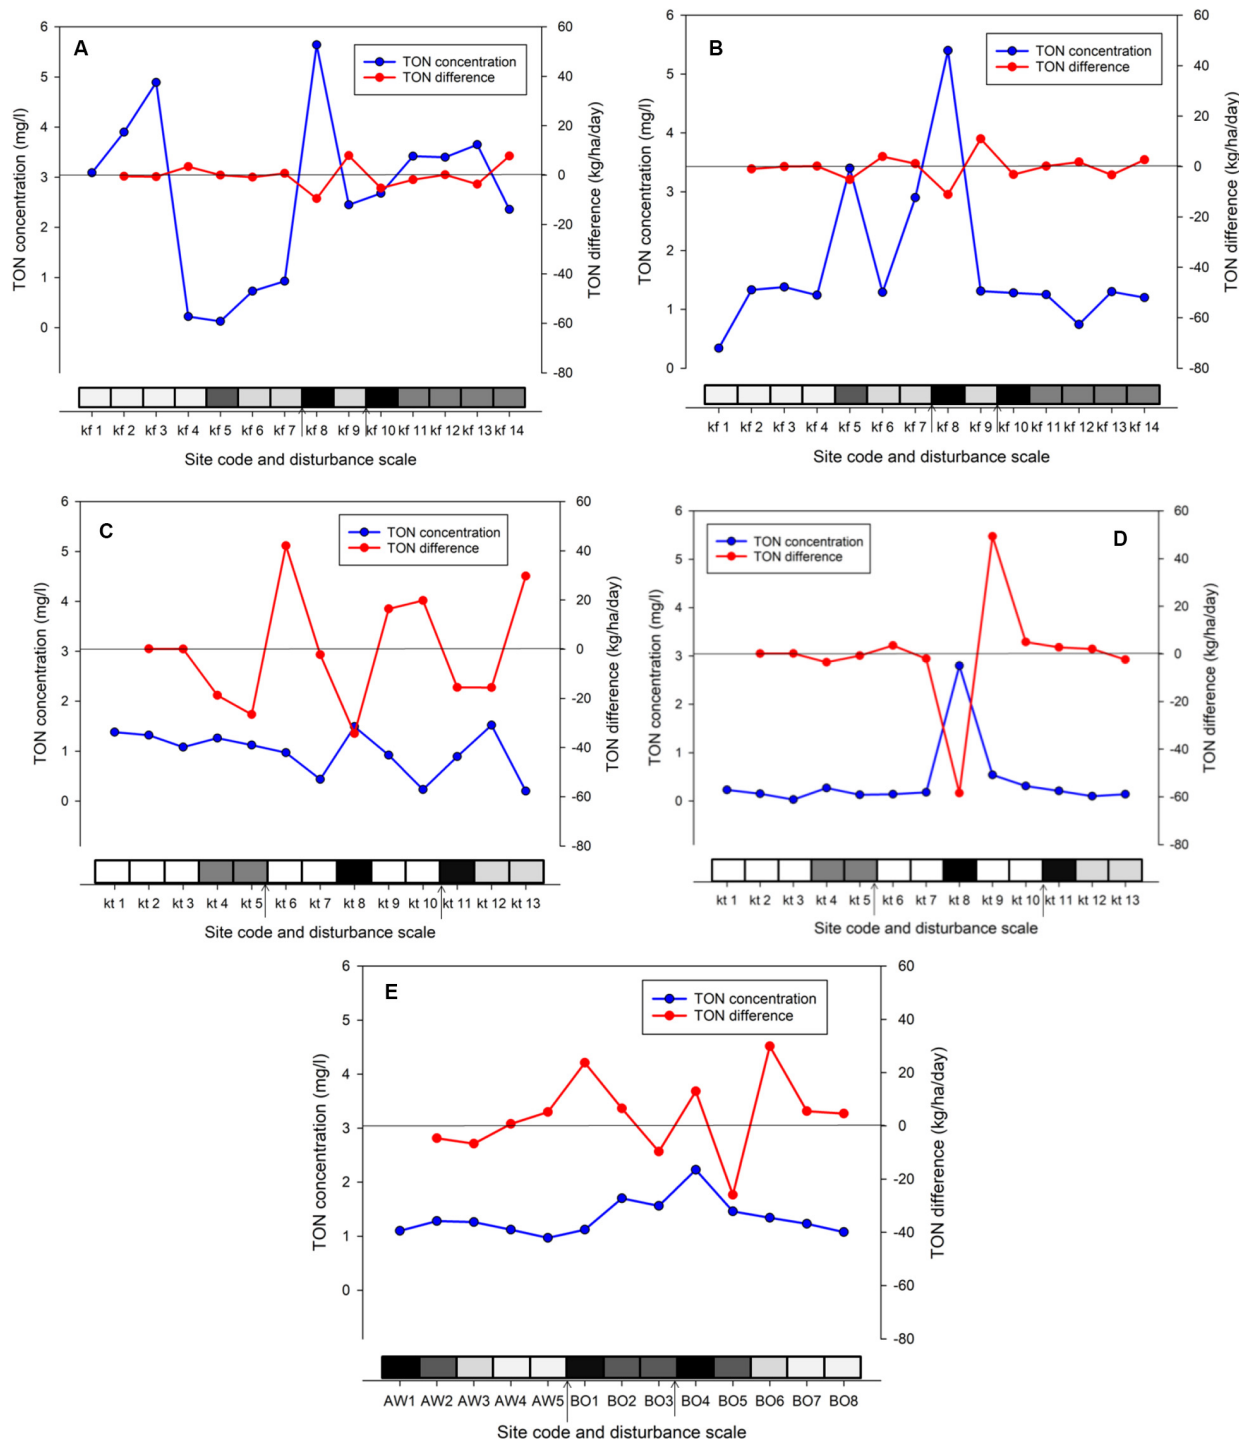 A
TON concentration
TON difference
TON concentration (mg/l)
6
5
4
3
2
1
0
TON difference (kg/ha/day)
60
40
20
0
-20
-40
-60
-80
kf 1 kf 2 kf 3 kf 4 kf 5 kf 6 kf 7 kf 8 kf 9 kf 10 kf 11 kf 12 kf 13 kf 14
Site code and disturbance scale
B
TON concentration
TON difference
TON concentration (mg/l)
6
5
4
3
2
1
0
TON difference (kg/ha/day)
60
40
20
0
-20
-40
-60
-80
kf 1 kf 2 kf 3 kf 4 kf 5 kf 6 kf 7 kf 8 kf 9 kf 10 kf 11 kf 12 kf 13 kf 14
Site code and disturbance scale
C
TON concentration
TON difference
TON concentration (mg/l)
6
5
4
3
2
1
0
TON difference (kg/ha/day)
60
40
20
0
-20
-40
-60
-80
kt 1 kt 2 kt 3 kt 4 kt 5 kt 6 kt 7 kt 8 kt 9 kt 10 kt 11 kt 12 kt 13
Site code and disturbance scale
D
TON concentration
TON difference
TON concentration (mg/l)
6
5
4
3
2
1
0
TON difference (kg/ha/day)
60
40
20
0
-20
-40
-60
-80
kt 1 kt 2 kt 3 kt 4 kt 5 kt 6 kt 7 kt 8 kt 9 kt 10 kt 11 kt 12 kt 13
Site code and disturbance scale
E
TON concentration
TON difference
TON concentration (mg/l)
6
5
4
3
2
1
0
TON difference (kg/ha/day)
60
40
20
0
-20
-40
-60
-80
AW1 AW2 AW3 AW4 AW5 BO1 BO2 BO3 BO4 BO5 BO6 BO7 BO8
Site code and disturbance scale